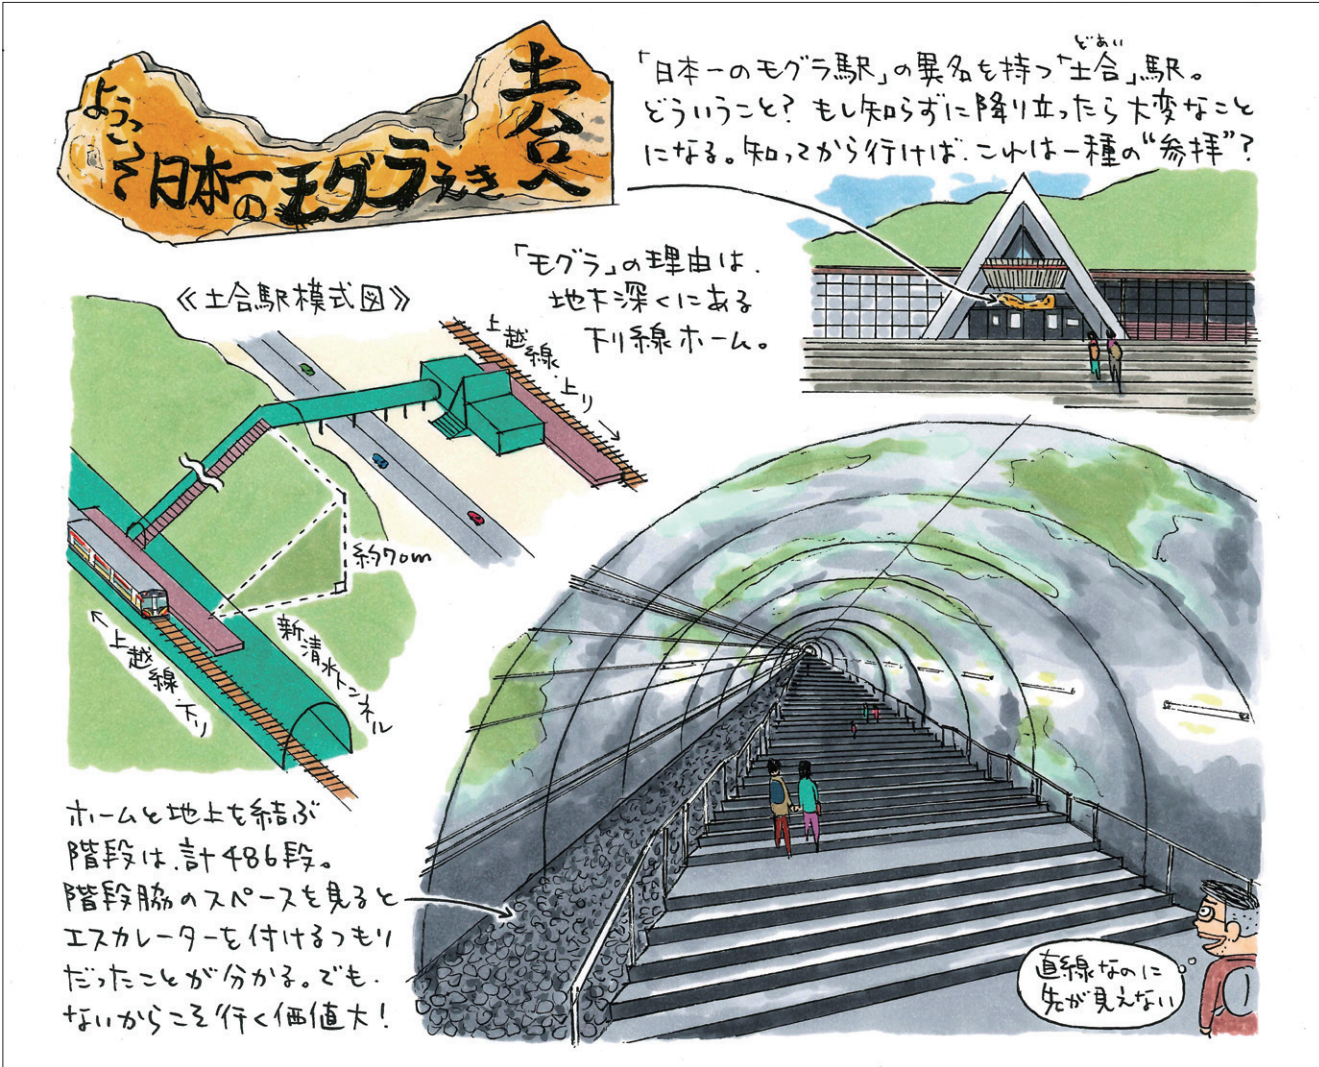 ようこそ日本一のモグラえき
土合へ
「日本一のモグラ駅」の異名を持つ「土合」駅。
どあい
どういうこと？もし知らずに降り立ったら大変なこと
になる。知ってから行けば、これは一種の“参拝”？
「モグラ」の理由は、
地下深くにある
下り線ホーム。
《土合駅模式図》
上越線・上り→
約70m
新清水トンネル
←上越線・下り
ホームと地上を結ぶ
階段は、計486段。
階段脇のスペースを見ると
エスカレーターを付けるつもり
だったことが分かる。でも、
ないからこそ行く価値大！
直線なのに
先が見えない